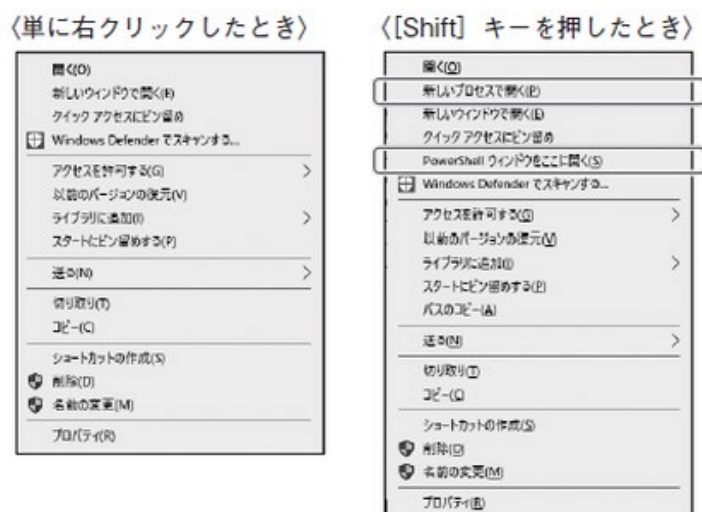 〈単に右クリックしたとき〉
開く(O)
新しいウィンドウで開く(E)
クイック アクセスにピン留め
Windows Defender でスキャンする...
アクセスを許可する(G)
以前のバージョンの復元(V)
ライブラリに追加(I)
スタートにピン留めする(P)
送る(N)
切り取り(T)
コピー(C)
ショートカットの作成(S)
削除(D)
名前の変更(M)
プロパティ(R)
〈[Shift] キーを押したとき〉
開く(O)
新しいプロセスで開く(P)
新しいウィンドウで開く(E)
クイック アクセスにピン留め
PowerShell ウィンドウをここに開く(S)
Windows Defender でスキャンする...
アクセスを許可する(G)
以前のバージョンの復元(V)
ライブラリに追加(I)
スタートにピン留めする(P)
パスのコピー(A)
送る(N)
切り取り(T)
コピー(C)
ショートカットの作成(S)
削除(D)
名前の変更(M)
プロパティ(R)